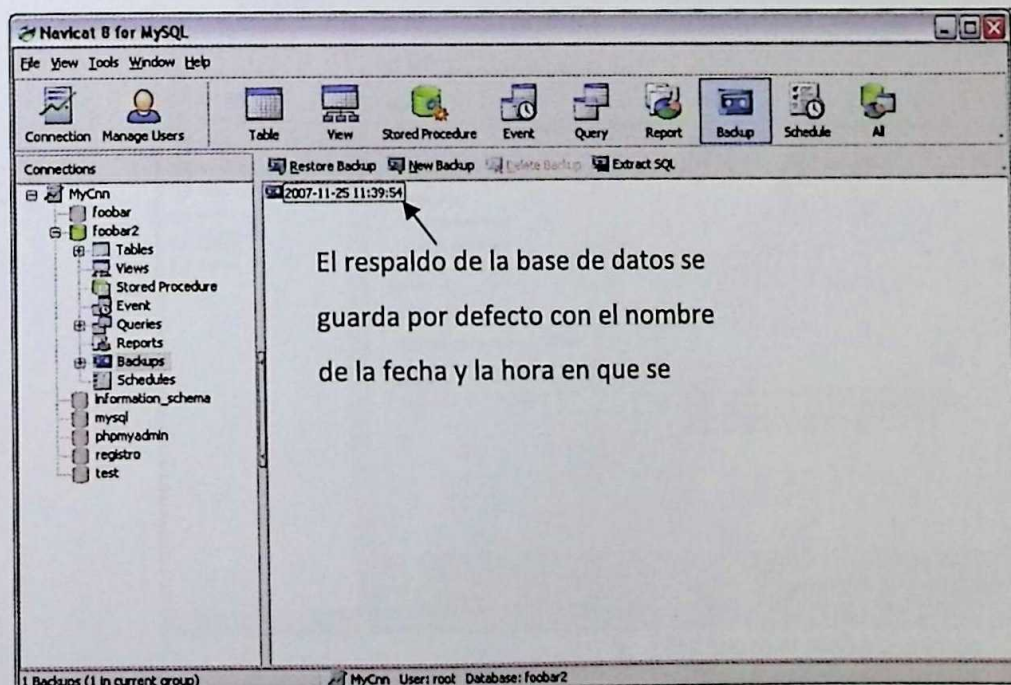 Navicat 8 for MySQL
File View Tools Window Help
Connection Manage Users Table View Stored Procedure Event Query Report Backup Schedule All
Connections
Restore Backup New Backup Delete Backup Extract SQL
MyCnn
foobar
foobar2
Tables
Views
Stored Procedure
Event
Queries
Reports
Backups
Schedules
information_schema
mysql
phpmyadmin
registro
test
2007-11-25 11:39:54
El respaldo de la base de datos se
guarda por defecto con el nombre
de la fecha y la hora en que se
1 Backups (1 in current group) MyCnn User: root Database: foobar2